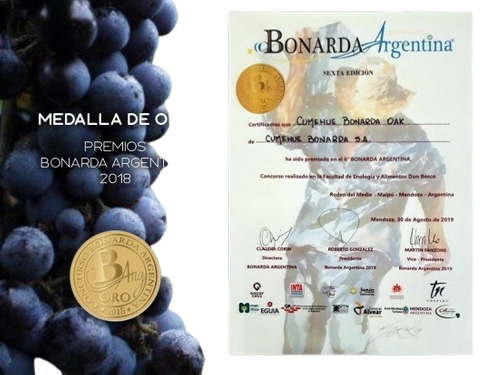 MEDALLA DE O
PREMIOS
BONARDA ARGENT
2018
CONCURSO BONARDA ARGENTINA
B Arg
ORO
2018
BONARDA Argentina
SEXTA EDICIÓN
Certificamos que CUMEHUE BONARDA OAK
de CUMEHUE BONARDA S.A.
ha sido premiado en el 6° BONARDA ARGENTINA.
Concurso realizado en la Facultad de Enología y Alimentos Don Bosco
Rodeo del Medio - Maipú - Mendoza - Argentina
Mendoza, 30 de Agosto de 2019
CLAUDIA CORIN
Directora
BONARDA ARGENTINA
ROBERTO GONZALEZ
Presidente
Bonarda Argentina 2019
MARTIN FANZONE
Vice - Presidente
Bonarda Argentina 2019
INTA
Junín
EGUIA
Alvear
MENDOZA
ARGENTINA